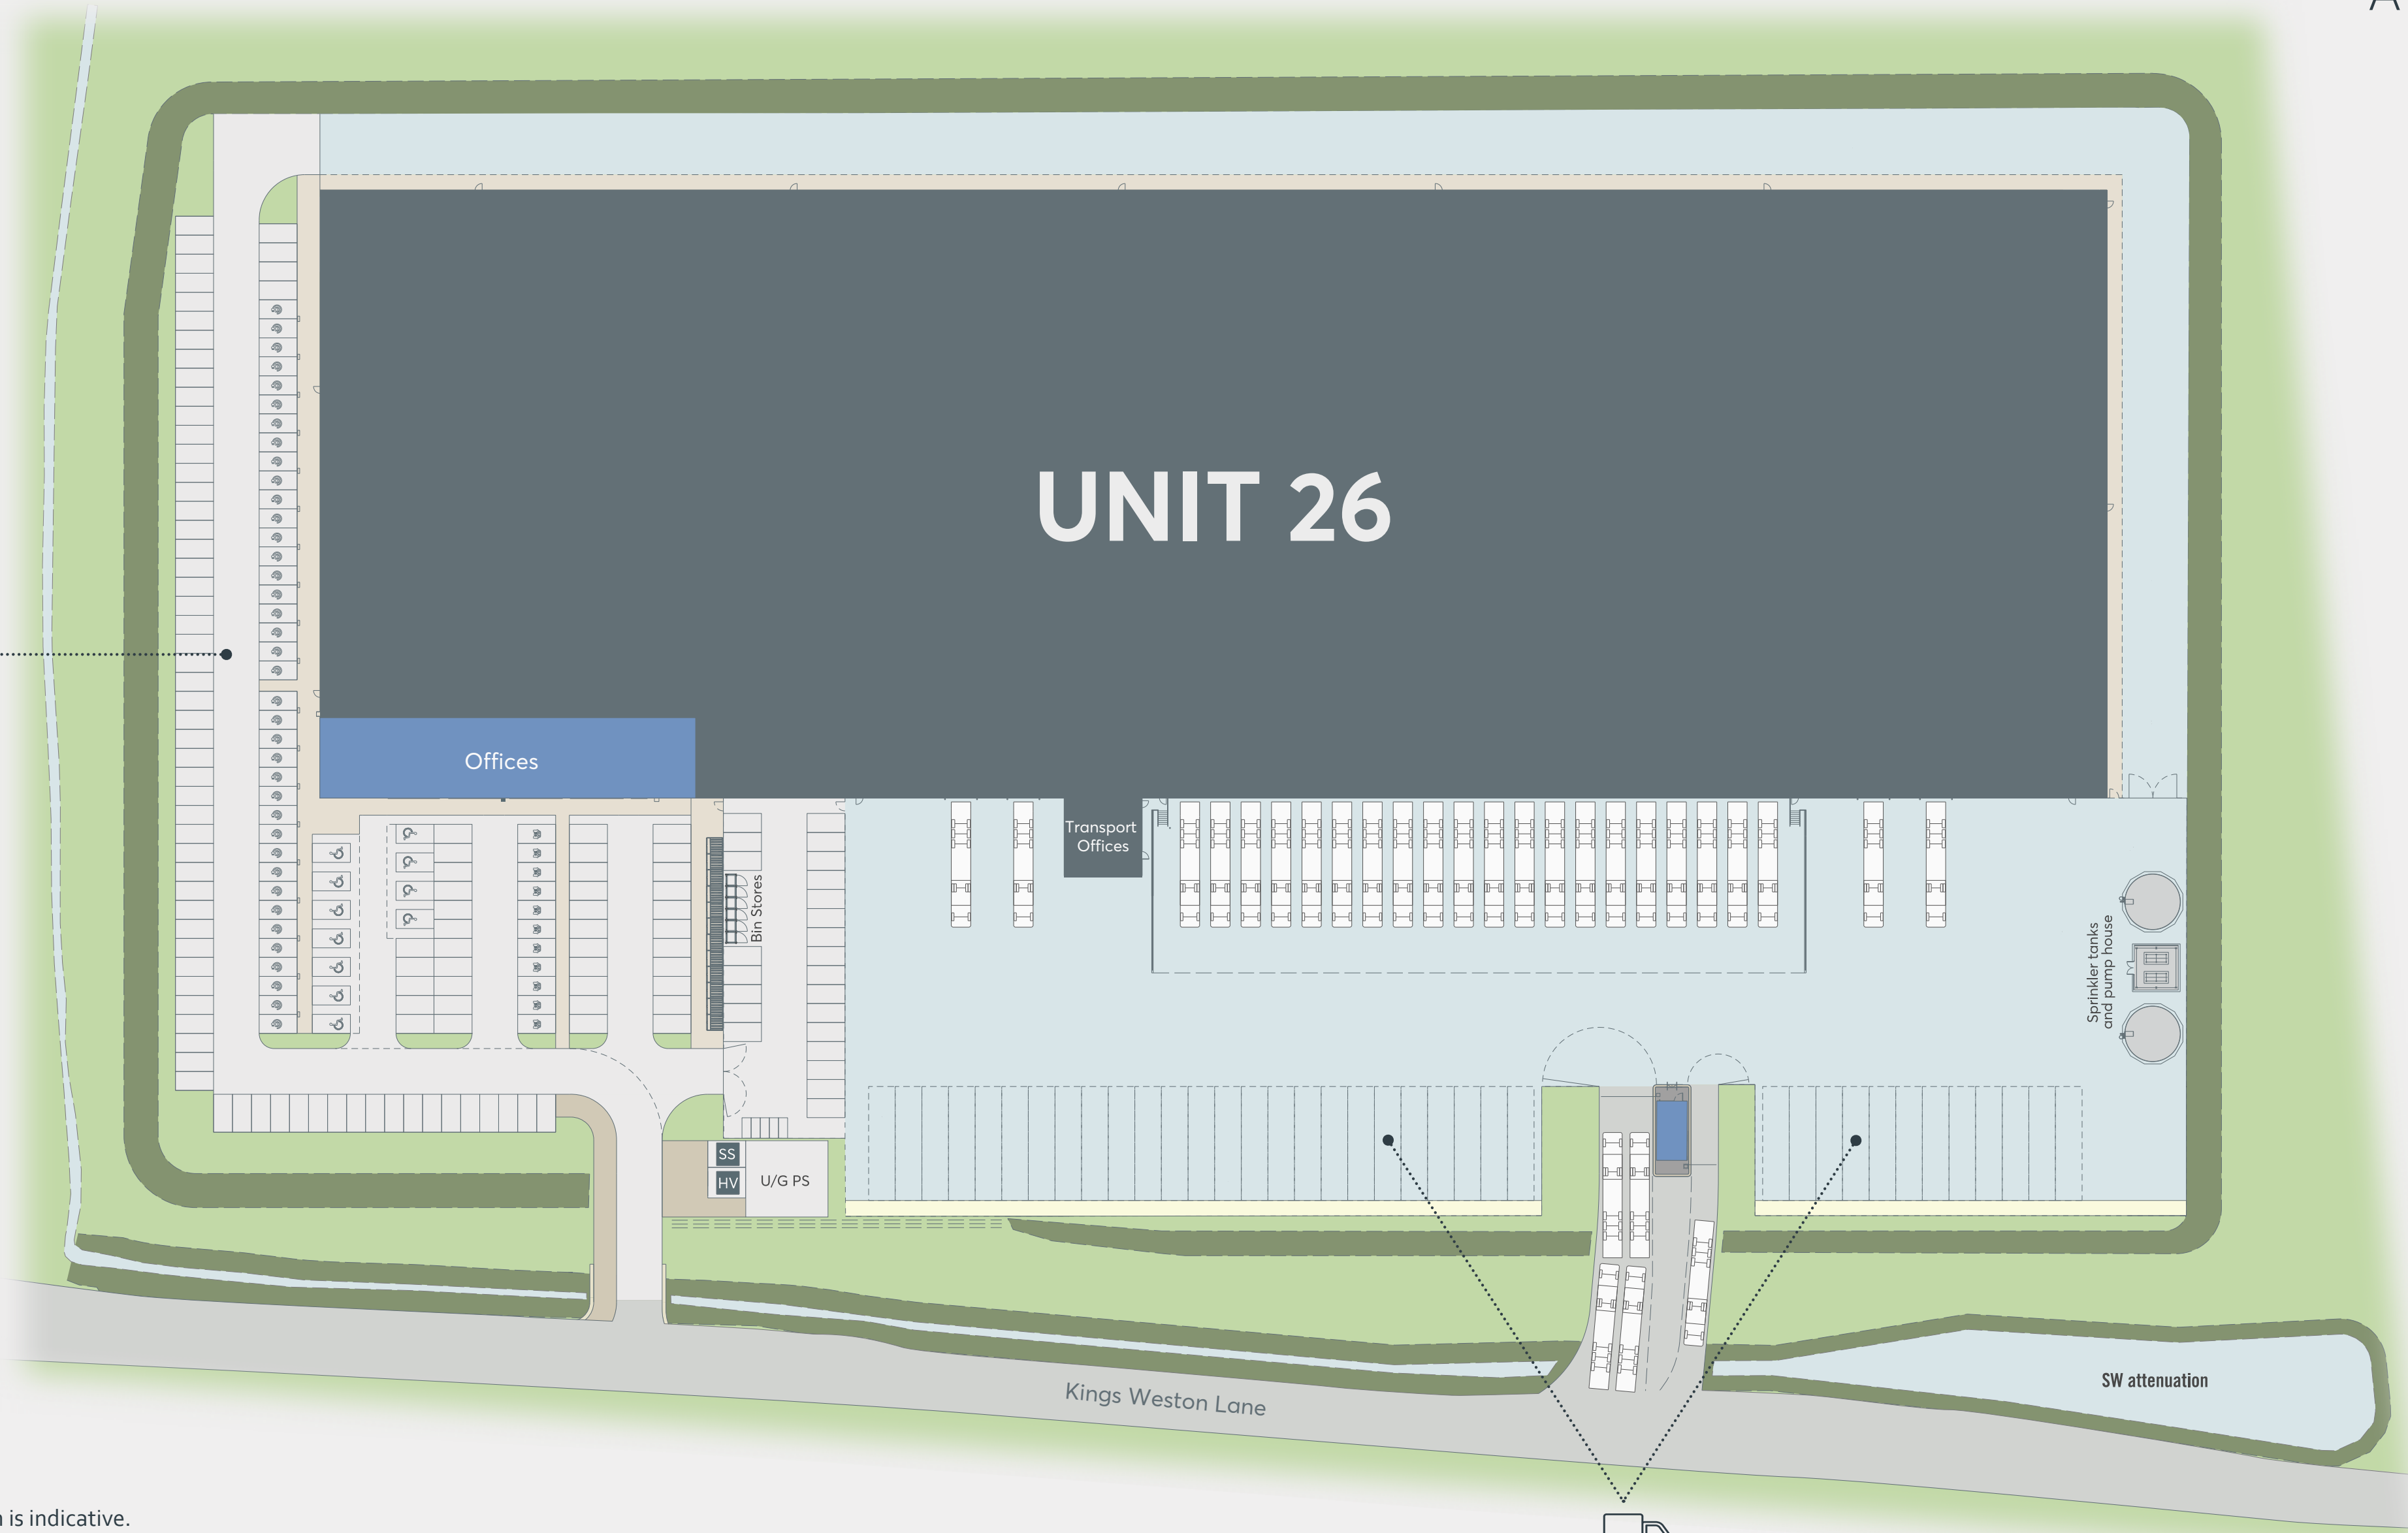 UNIT 26
Offices
Transport
Offices
Bin Stores
Sprinkler tanks
and pump house
SS
HV
U/G PS
Kings Weston Lane
SW attenuation
is indicative.